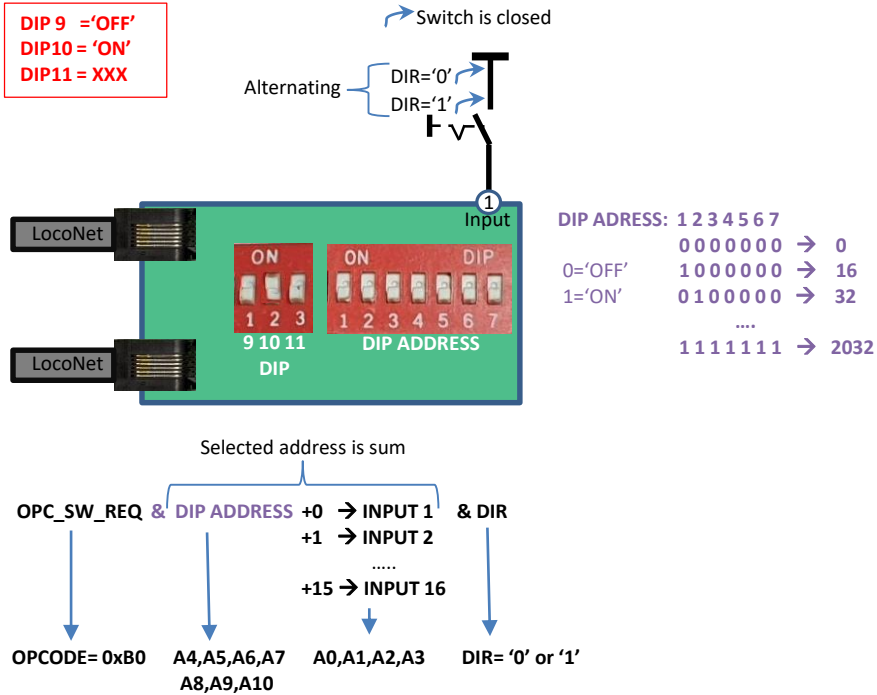 DIP 9 =‘OFF’
DIP10 = ‘ON’
DIP11 = XXX
Switch is closed
Alternating
DIR=‘0’
DIR=‘1’
1
Input
LocoNet
LocoNet
ON
1 2 3
9 10 11
DIP
ON DIP
1 2 3 4 5 6 7
DIP ADDRESS
DIP ADRESS: 1 2 3 4 5 6 7
0 0 0 0 0 0 0 → 0
0=‘OFF’ 1 0 0 0 0 0 0 → 16
1=‘ON’ 0 1 0 0 0 0 0 → 32
....
1 1 1 1 1 1 1 → 2032
Selected address is sum
OPC_SW_REQ & DIP ADDRESS +0 → INPUT 1 & DIR
+1 → INPUT 2
.....
+15 → INPUT 16
OPCODE= 0xB0 A4,A5,A6,A7 A0,A1,A2,A3 DIR= ‘0’ or ‘1’
A8,A9,A10